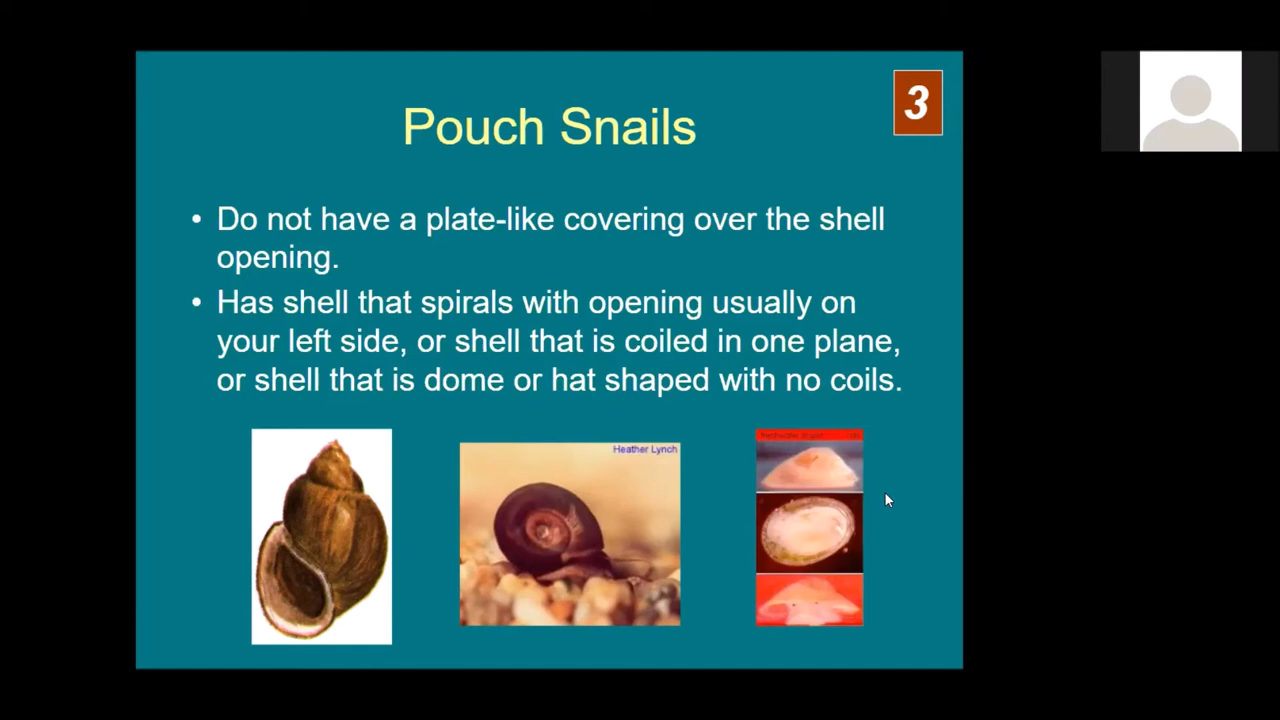 3
Pouch Snails
• Do not have a plate-like covering over the shell
opening.
• Has shell that spirals with opening usually on
your left side, or shell that is coiled in one plane,
or shell that is dome or hat shaped with no coils.
Heather Lynch